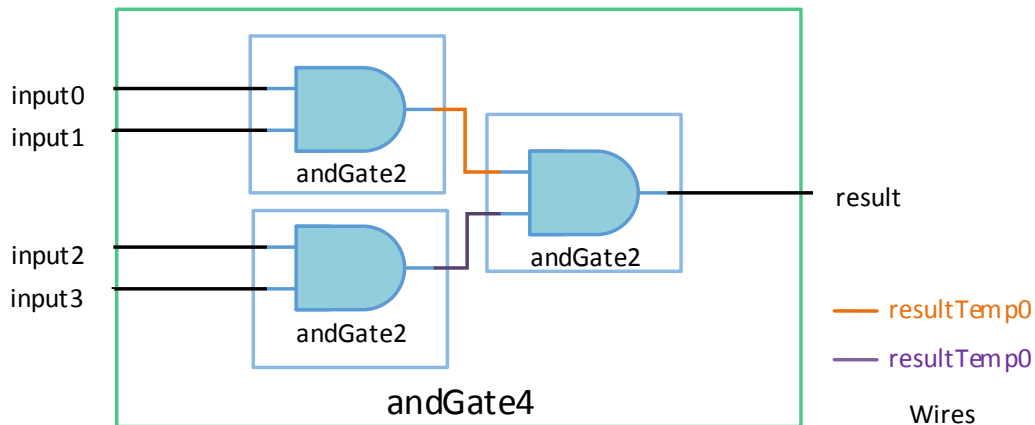 input0
input1
andGate2
andGate2
result
input2
input3
andGate2
resultTemp0
resultTemp0
andGate4
Wires